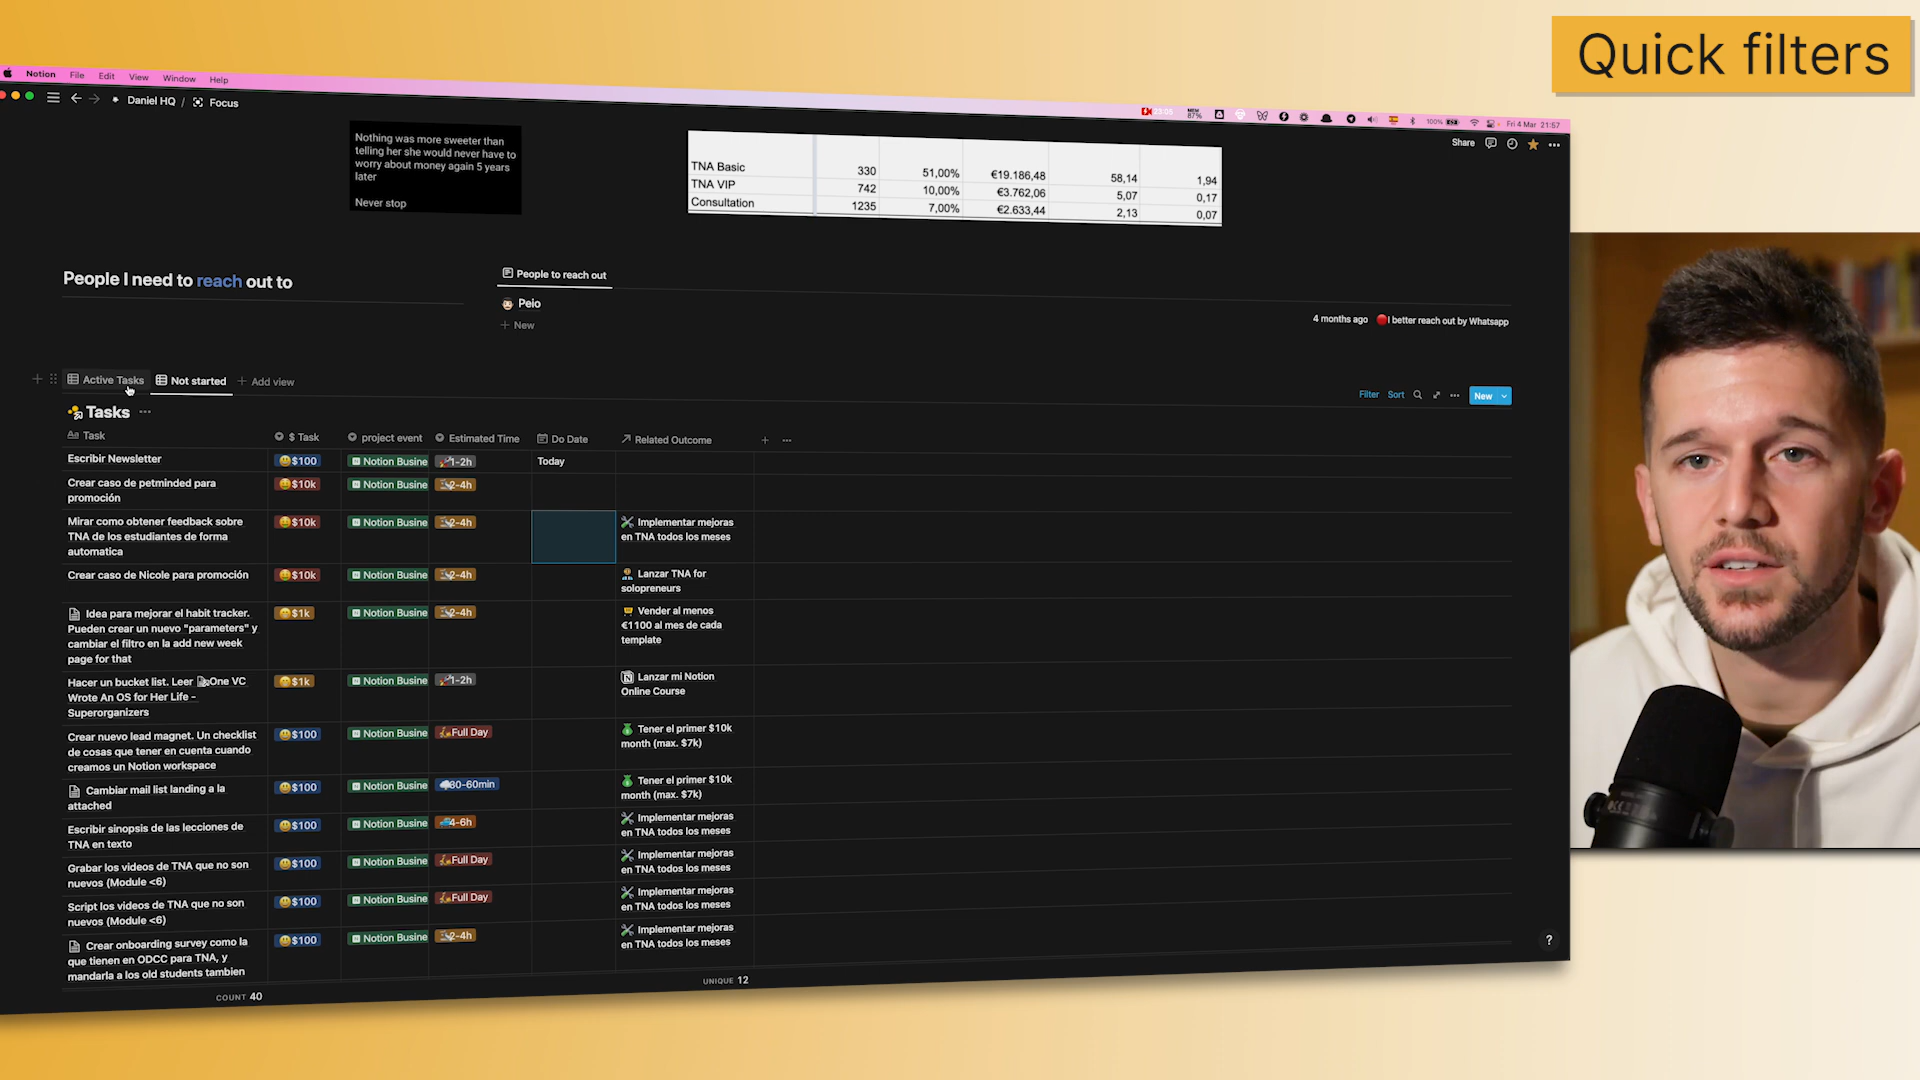 Quick filters
Notion File Edit View Window Help
87%
100%
Fri 4 Mar 21:57
Daniel HQ / Focus
Share
Nothing was more sweeter than
telling her she would never have to
worry about money again 5 years
later
Never stop
TNA Basic 330 51,00% €19.186,48 58,14 1,94
TNA VIP 742 10,00% €3.762,06 5,07 0,17
Consultation 1235 7,00% €2.633,44 2,13 0,07
People I need to reach out to
People to reach out
Peio
+ New
4 months ago I better reach out by Whatsapp
Active Tasks Not started + Add view
Filter Sort New
Tasks
Aa Task $ Task project event Estimated Time Do Date Related Outcome
Escribir Newsletter $100 Notion Busine 1-2h Today
Crear caso de petminded para $10k Notion Busine 2-4h
promoción
Mirar como obtener feedback sobre $10k Notion Busine 2-4h Implementar mejoras
TNA de los estudiantes de forma en TNA todos los meses
automatica
Crear caso de Nicole para promoción $10k Notion Busine 2-4h Lanzar TNA for
solopreneurs
Idea para mejorar el habit tracker. $1k Notion Busine 2-4h Vender al menos
Pueden crear un nuevo "parameters" y €1100 al mes de cada
cambiar el filtro en la add new week template
page for that
Hacer un bucket list. Leer One VC $1k Notion Busine 1-2h Lanzar mi Notion
Wrote An OS for Her Life - Online Course
Superorganizers
Crear nuevo lead magnet. Un checklist $100 Notion Busine Full Day Tener el primer $10k
de cosas que tener en cuenta cuando month (max. $7k)
creamos un Notion workspace
Cambiar mail list landing a la $100 Notion Busine 30-60min Tener el primer $10k
attached month (max. $7k)
Escribir sinopsis de las lecciones de $100 Notion Busine 4-6h Implementar mejoras
TNA en texto en TNA todos los meses
Grabar los videos de TNA que no son $100 Notion Busine Full Day Implementar mejoras
nuevos (Module <6) en TNA todos los meses
Script los videos de TNA que no son $100 Notion Busine Full Day Implementar mejoras
nuevos (Module <6) en TNA todos los meses
Crear onboarding survey como la $100 Notion Busine 2-4h Implementar mejoras
que tienen en ODCC para TNA, y en TNA todos los meses
mandarla a los old students tambien
COUNT 40 UNIQUE 12
?